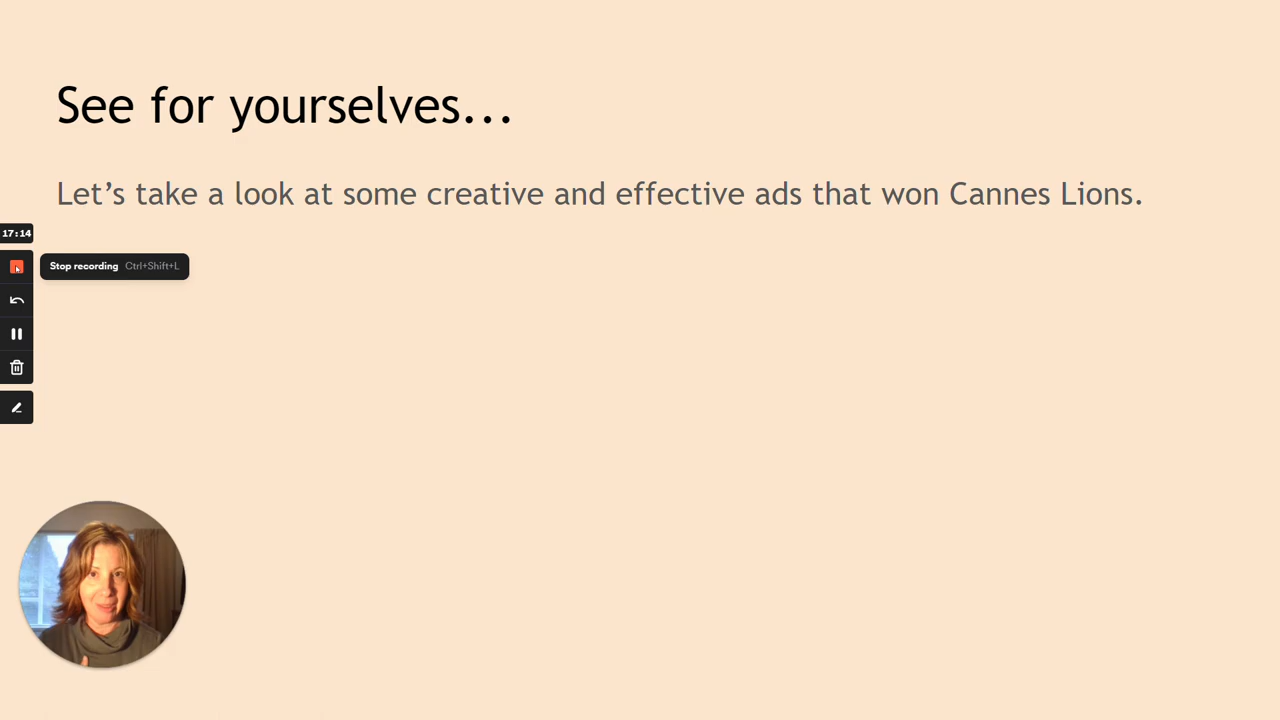 See for yourselves...
Let’s take a look at some creative and effective ads that won Cannes Lions.
17:14
Stop recording Ctrl+Shift+L